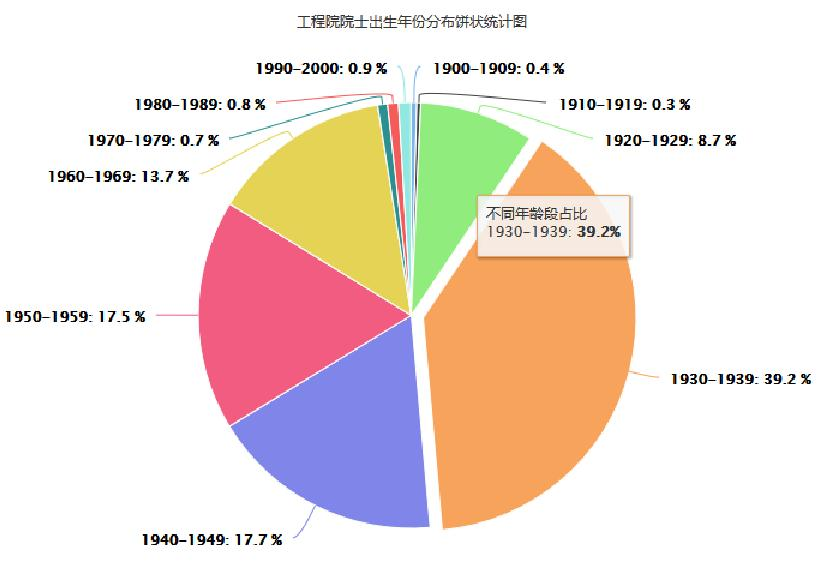 工程院院士出生年份分布饼状统计图
1990-2000: 0.9 %
1900-1909: 0.4 %
1980-1989: 0.8 %
1910-1919: 0.3 %
1970-1979: 0.7 %
1920-1929: 8.7 %
1960-1969: 13.7 %
不同年龄段占比
1930-1939: 39.2%
1950-1959: 17.5 %
1930-1939: 39.2 %
1940-1949: 17.7 %